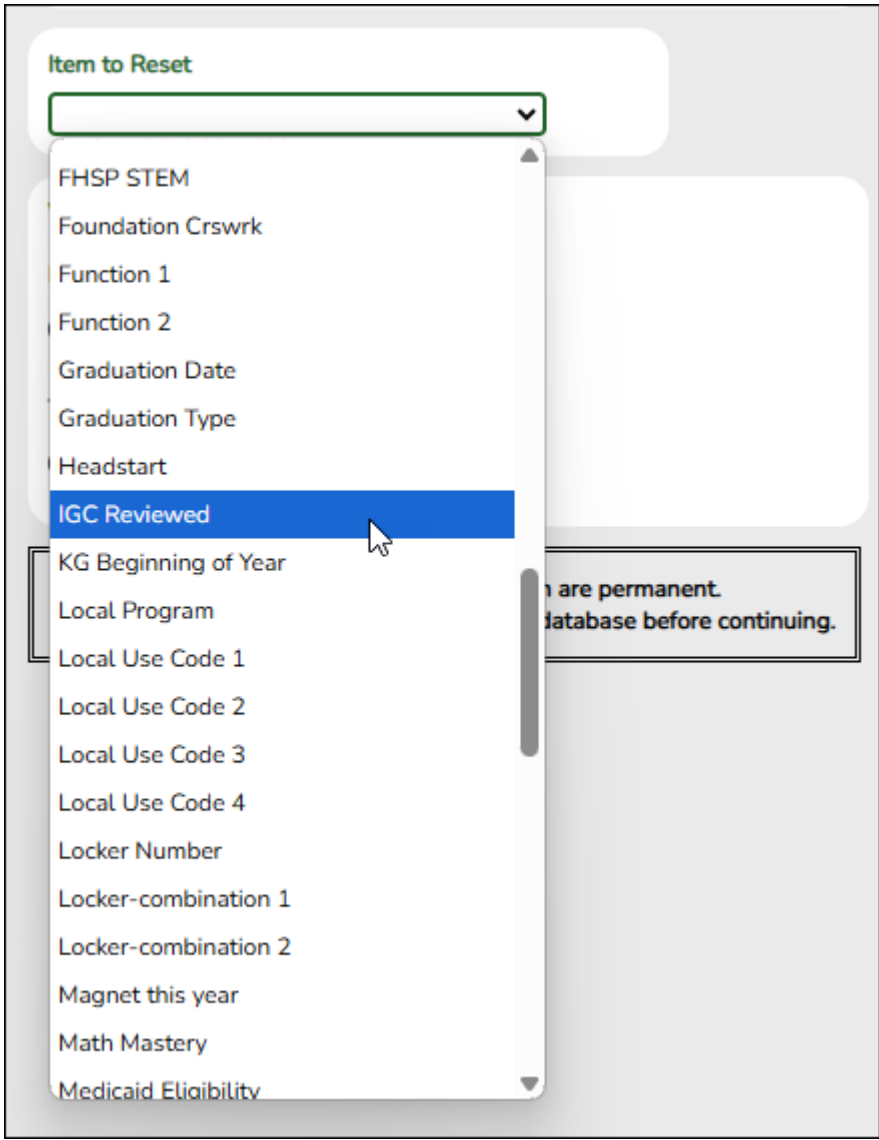 Item to Reset
FHSP STEM
Foundation Crswrk
Function 1
Function 2
Graduation Date
Graduation Type
Headstart
IGC Reviewed
KG Beginning of Year
are permanent.
Local Program
database before continuing.
Local Use Code 1
Local Use Code 2
Local Use Code 3
Local Use Code 4
Locker Number
Locker-combination 1
Locker-combination 2
Magnet this year
Math Mastery
Medicaid Eligibility